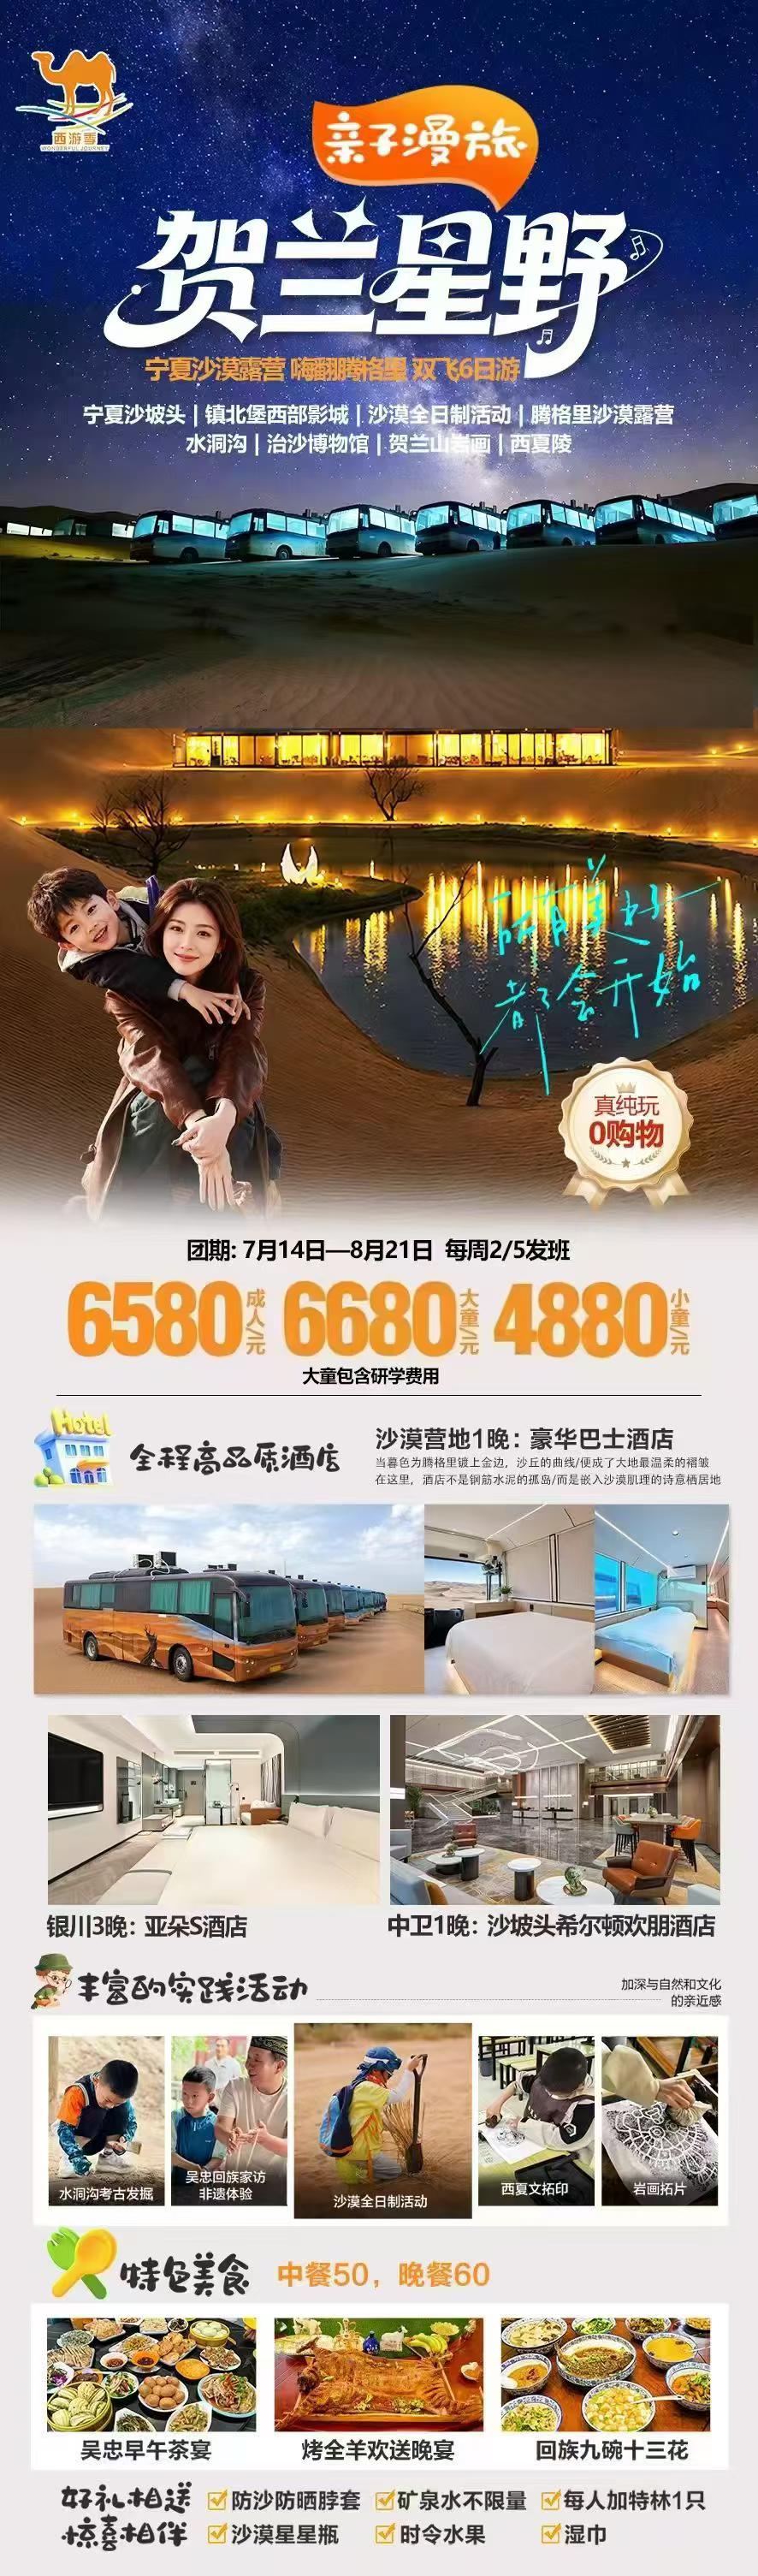 西游季
WONDERFUL JOURNEY
亲子漫旅
贺兰星野
宁夏沙漠露营 嗨翻腾格里 双飞6日游
宁夏沙坡头 | 镇北堡西部影城 | 沙漠全日制活动 | 腾格里沙漠露营
水洞沟 | 治沙博物馆 | 贺兰山岩画 | 西夏陵
所有美好
都会开始
真纯玩
0购物
团期: 7月14日—8月21日 每周2/5发班
6580成人/元 6680大童/元 4880小童/元
大童包含研学费用
Hotel
全程高品质酒店
沙漠营地1晚：豪华巴士酒店
当暮色为腾格里镀上金边，沙丘的曲线/便成了大地最温柔的褶皱
在这里，酒店不是钢筋水泥的孤岛/而是嵌入沙漠肌理的诗意栖居地
银川3晚：亚朵S酒店
中卫1晚：沙坡头希尔顿欢朋酒店
丰富的实践活动
加深与自然和文化
的亲近感
水洞沟考古发掘
吴忠回族家访
非遗体验
沙漠全日制活动
西夏文拓印
岩画拓片
特色美食
中餐50，晚餐60
吴忠早午茶宴
烤全羊欢送晚宴
回族九碗十三花
好礼相送
惊喜相伴
防沙防晒脖套 矿泉水不限量 每人加特林1只
沙漠星星瓶 时令水果 湿巾